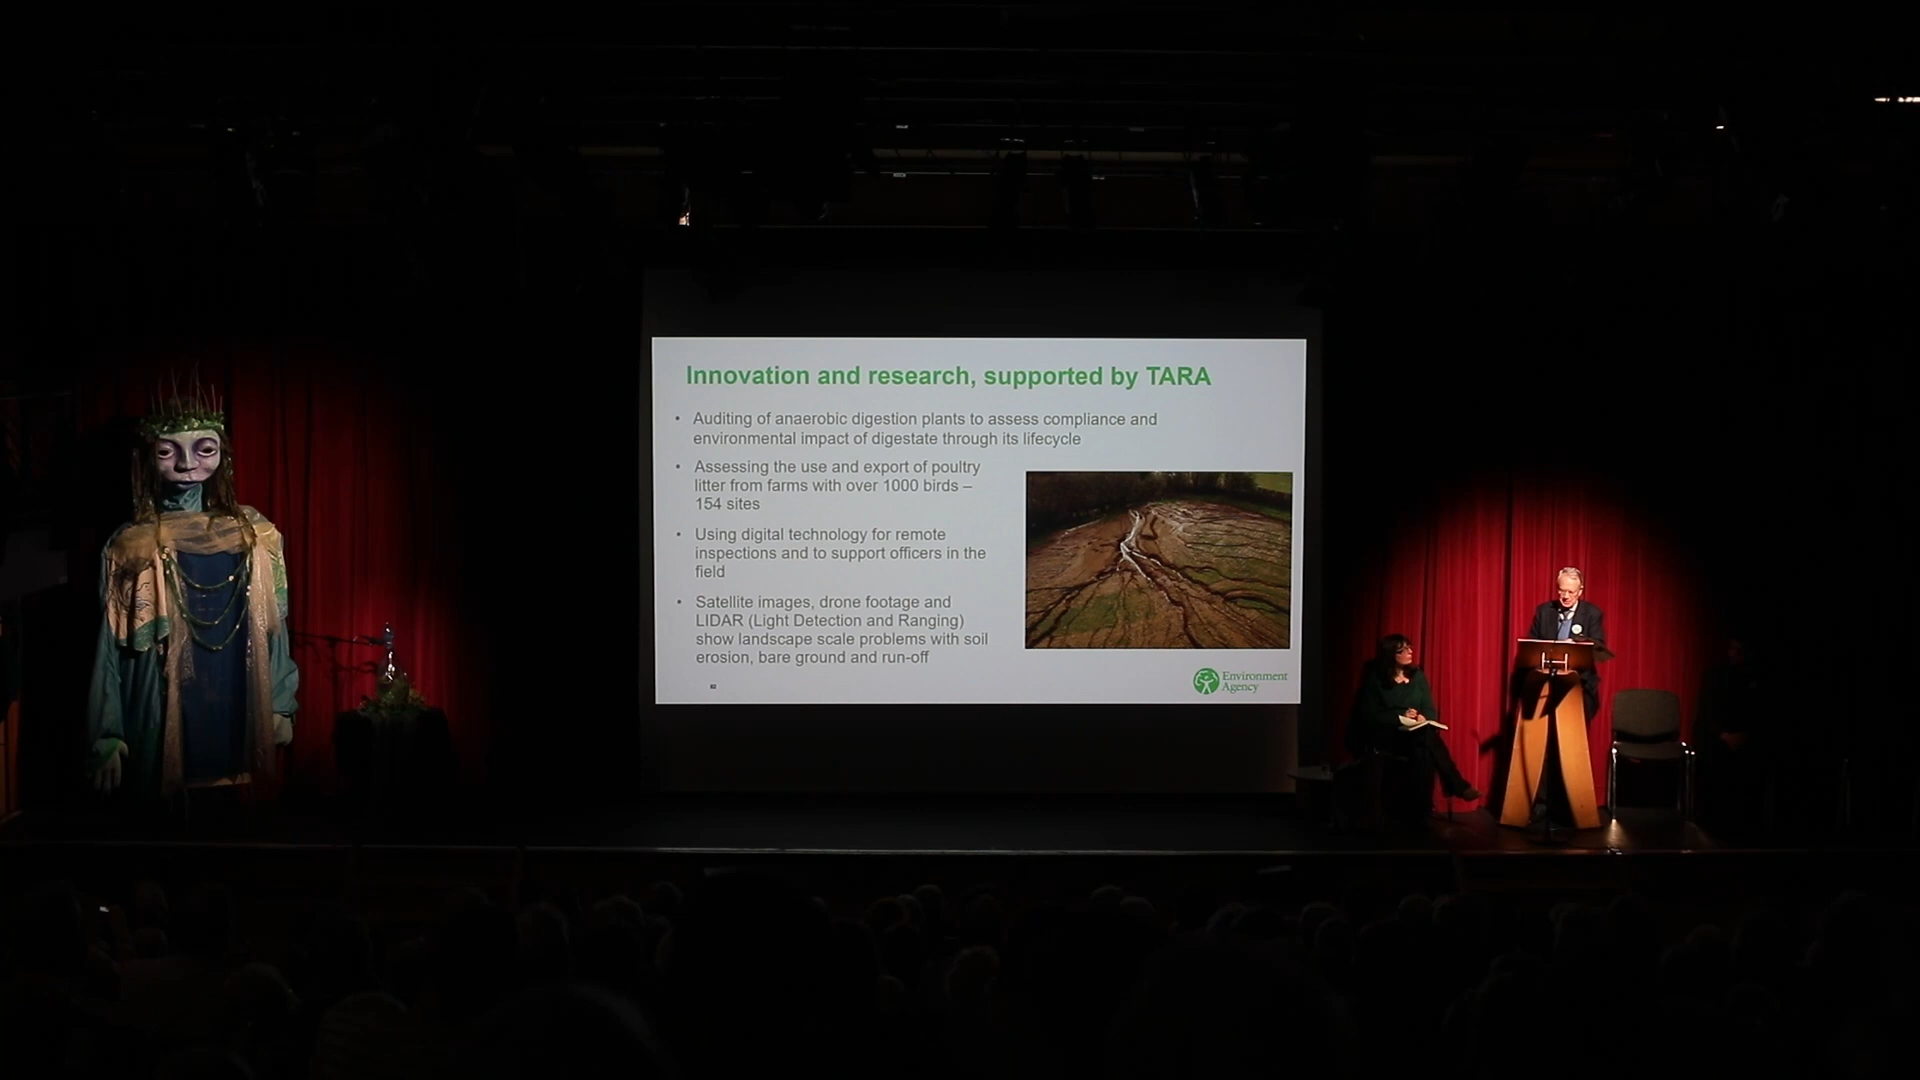 Innovation and research, supported by TARA
• Auditing of anaerobic digestion plants to assess compliance and
environmental impact of digestate through its lifecycle
• Assessing the use and export of poultry
litter from farms with over 1000 birds –
154 sites
• Using digital technology for remote
inspections and to support officers in the
field
• Satellite images, drone footage and
LIDAR (Light Detection and Ranging)
show landscape scale problems with soil
erosion, bare ground and run-off
Environment
Agency